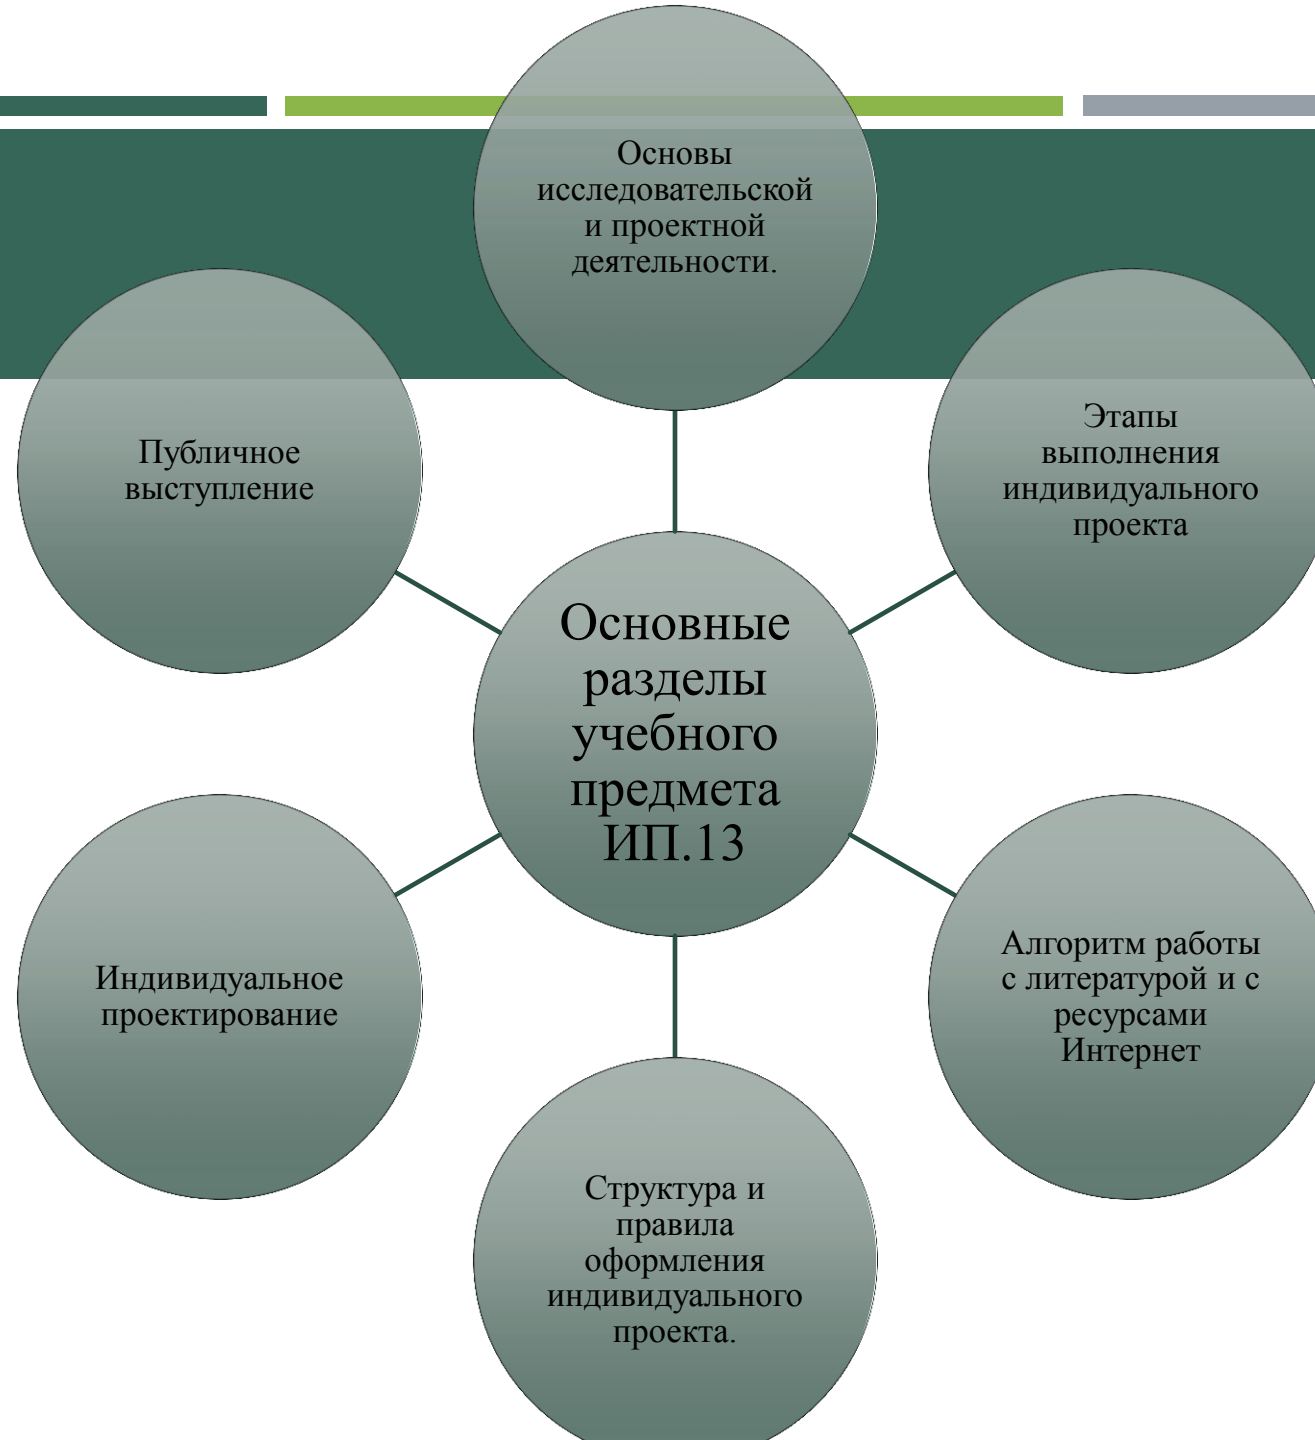 Основы
исследовательской
и проектной
деятельности.
Этапы
выполнения
индивидуального
проекта
Алгоритм работы
с литературой и с
ресурсами
Интернет
Структура и
правила
оформления
индивидуального
проекта.
Индивидуальное
проектирование
Публичное
выступление
Основные
разделы
учебного
предмета
ИП.13